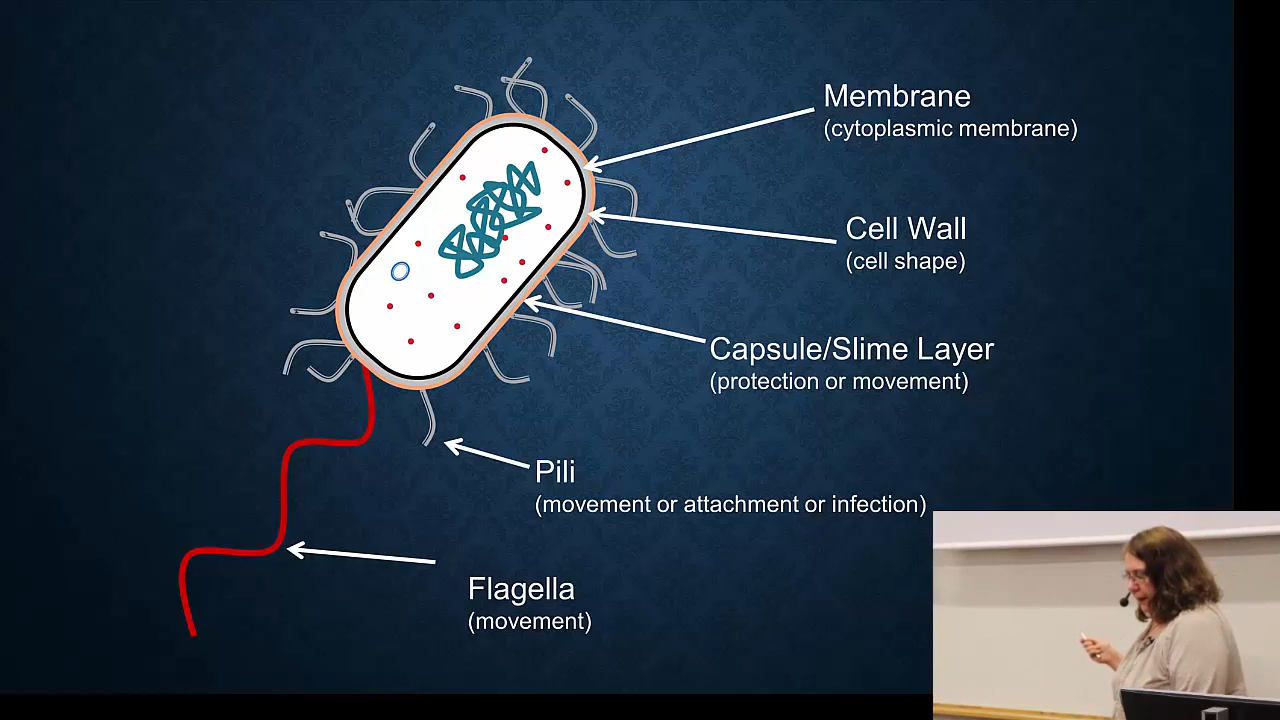 Membrane
(cytoplasmic membrane)
Cell Wall
(cell shape)
Capsule/Slime Layer
(protection or movement)
Pili
(movement or attachment or infection)
Flagella
(movement)